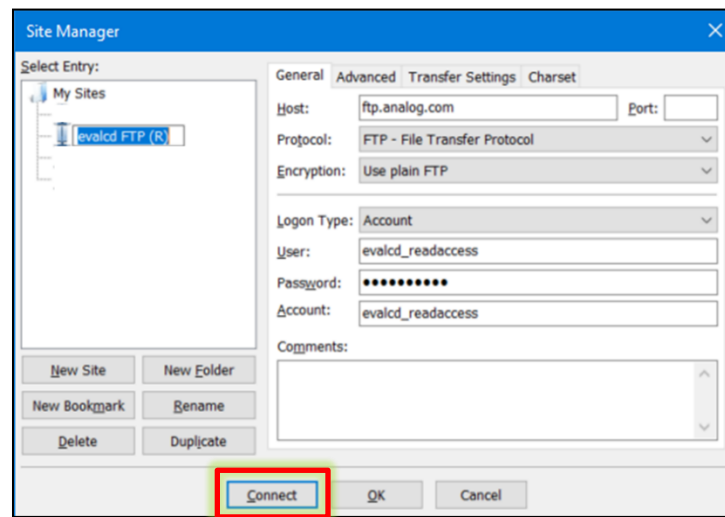 Site Manager
Select Entry:
My Sites
evalcd FTP (R)
New Site
New Folder
New Bookmark
Rename
Delete
Duplicate
General Advanced Transfer Settings Charset
Host: ftp.analog.com Port:
Protocol: FTP - File Transfer Protocol
Encryption: Use plain FTP
Logon Type: Account
User: evalcd_readaccess
Password: ●●●●●●●●●●
Account: evalcd_readaccess
Comments:
Connect OK Cancel